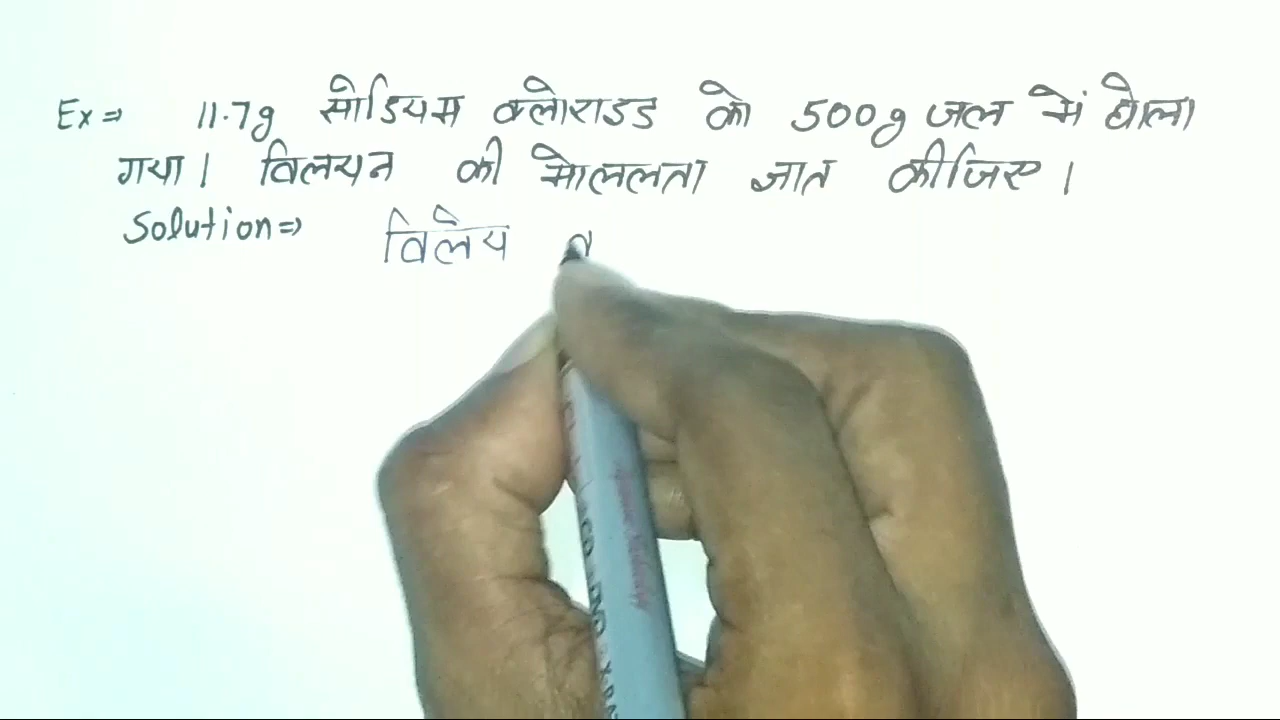 Ex⇒ 11.7g सोडियम क्लोराइड को 500g जल में घोला
गया। विलयन की मोललता ज्ञात कीजिए।
Solution⇒ विलेय